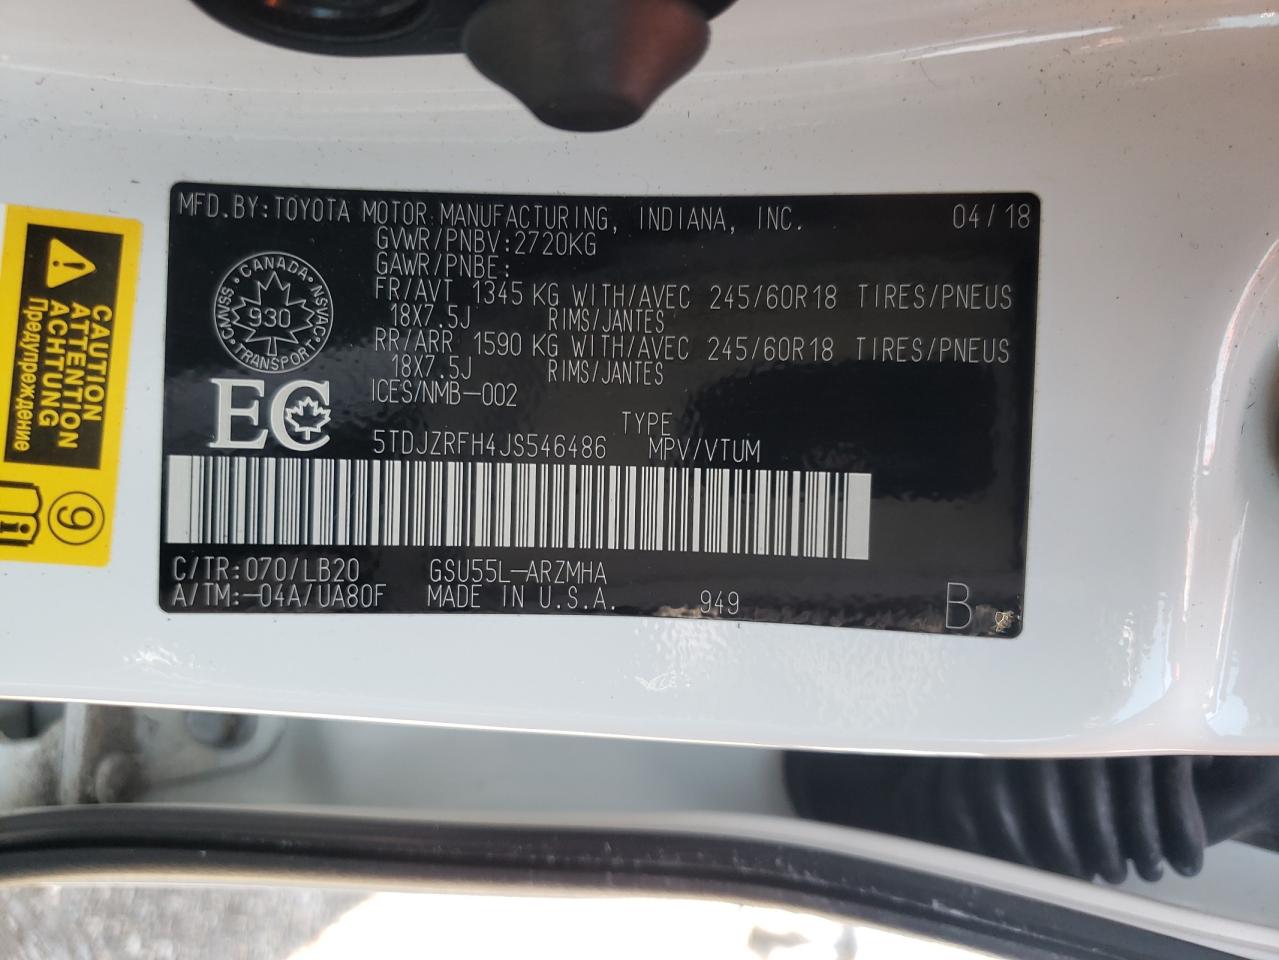 MFD.BY:TOYOTA MOTOR MANUFACTURING, INDIANA, INC. 04/18
GVWR/PNBV:2720KG
GAWR/PNBE:
FR/AVT 1345 KG WITH/AVEC 245/60R18 TIRES/PNEUS
18X7.5J RIMS/JANTES
RR/ARR 1590 KG WITH/AVEC 245/60R18 TIRES/PNEUS
18X7.5J RIMS/JANTES
ICES/NMB-002
CANADA
CMVSS 930 NSVAC
TRANSPORT
EC
TYPE
5TDJZRFH4JS546486 MPV/VTUM
C/TR:070/LB20 GSU55L-ARZMHA
A/TM:-04A/UA80F MADE IN U.S.A. 949 B
CAUTION
ATTENTION
ACHTUNG
Предупреждение
9
i